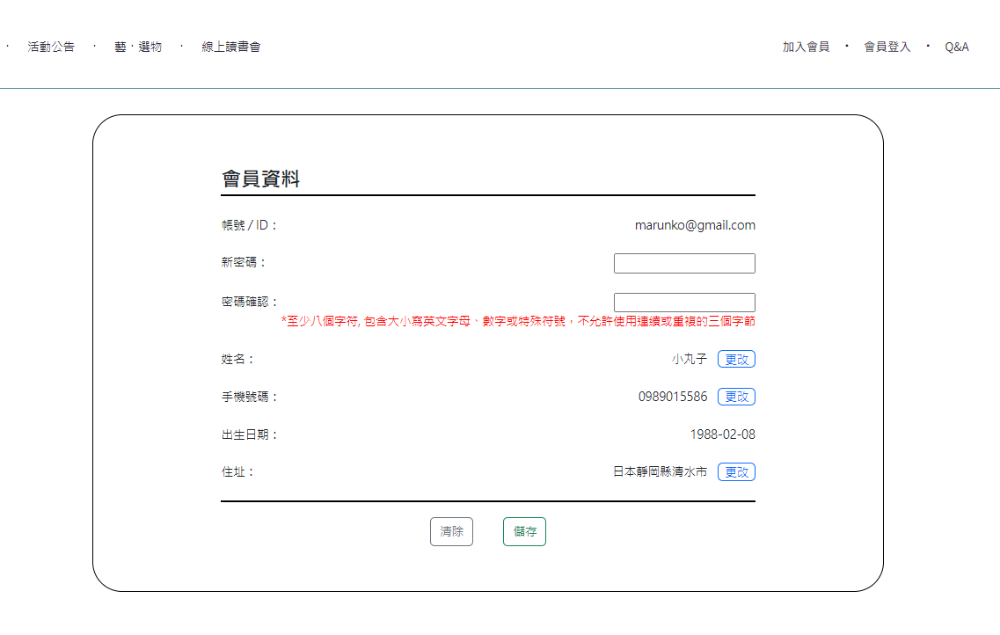 · 活動公告 · 藝 · 選物 · 線上讀書會 加入會員 · 會員登入 · Q&A
會員資料
帳號 / ID： marunko@gmail.com
新密碼：
密碼確認：
*至少八個字符, 包含大小寫英文字母、數字或特殊符號，不允許使用連續或重複的三個字節
姓名： 小丸子 更改
手機號碼： 0989015586 更改
出生日期： 1988-02-08
住址： 日本靜岡縣清水市 更改
清除 儲存